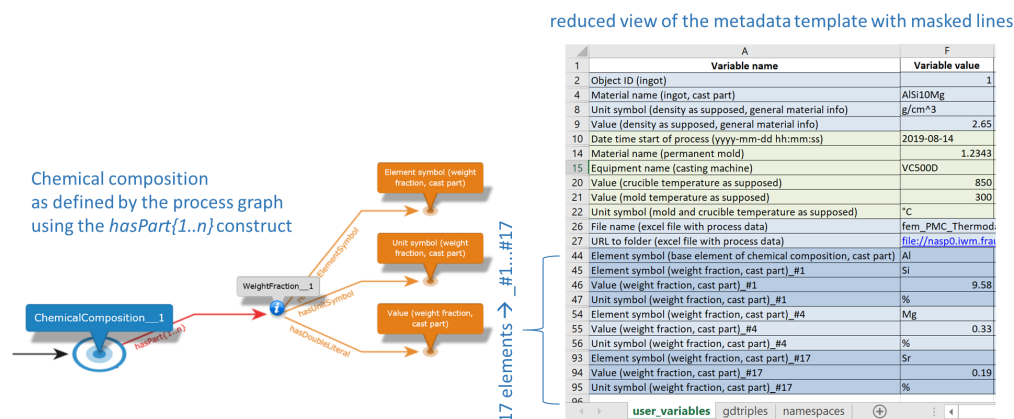 reduced view of the metadata template with masked lines
Chemical composition
as defined by the process graph
using the hasPart{1..n} construct
Element symbol (weight
fraction, cast part)
Unit symbol (weight
fraction, cast part)
Value (weight fraction,
cast part)
WeightFraction__1
ChemicalComposition__1
hasPart{1..n}
ElementSymbol
hasUnitSymbol
hasDoubleLiteral
17 elements → _#1...#17
A F
1 Variable name Variable value
2 Object ID (ingot) 1
4 Material name (ingot, cast part) AlSi10Mg
8 Unit symbol (density as supposed, general material info) g/cm^3
9 Value (density as supposed, general material info) 2.65
10 Date time start of process (yyyy-mm-dd hh:mm:ss) 2019-08-14
14 Material name (permanent mold) 1.2343
15 Equipment name (casting machine) VC500D
20 Value (crucible temperature as supposed) 850
21 Value (mold temperature as supposed) 300
22 Unit symbol (mold and crucible temperature as supposed) °C
26 File name (excel file with process data) fem_PMC_Thermoda
27 URL to folder (excel file with process data) file://nasp0.iwm.frau
44 Element symbol (base element of chemical composition, cast part) Al
45 Element symbol (weight fraction, cast part)_#1 Si
46 Value (weight fraction, cast part)_#1 9.58
47 Unit symbol (weight fraction, cast part)_#1 %
54 Element symbol (weight fraction, cast part)_#4 Mg
55 Value (weight fraction, cast part)_#4 0.33
56 Unit symbol (weight fraction, cast part)_#4 %
93 Element symbol (weight fraction, cast part)_#17 Sr
94 Value (weight fraction, cast part)_#17 0.19
95 Unit symbol (weight fraction, cast part)_#17 %
96
user_variables gdtriples namespaces